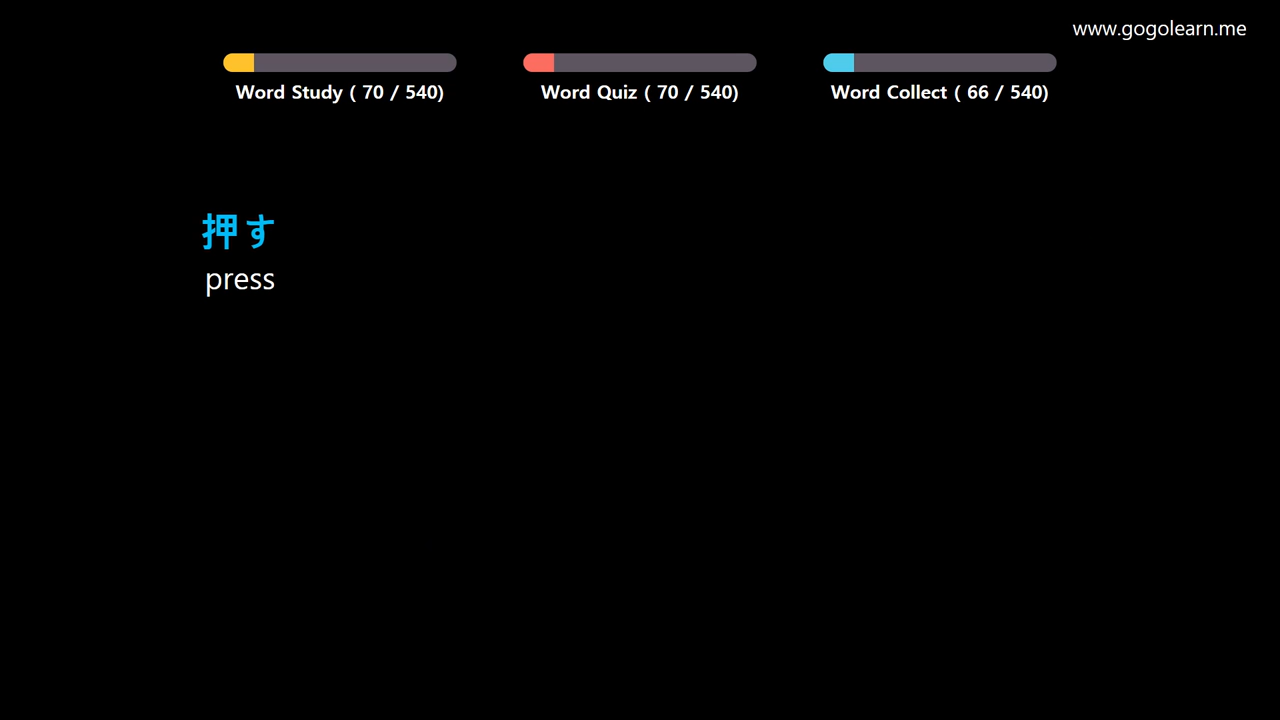 www.gogolearn.me
Word Study ( 70 / 540)
Word Quiz ( 70 / 540)
Word Collect ( 66 / 540)
押す
press